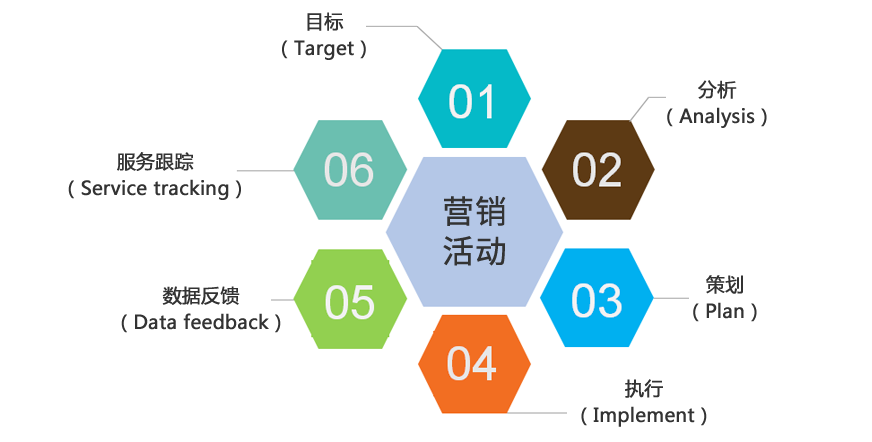 目标
( Target )
01
分析
( Analysis )
02
策划
( Plan )
03
执行
( Implement )
04
数据反馈
( Data feedback )
05
服务跟踪
( Service tracking )
06
营销
活动